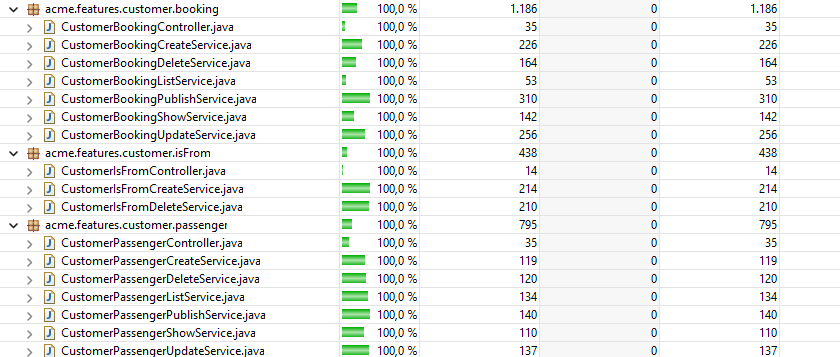 acme.features.customer.booking 100,0 % 1.186 0 1.186
CustomerBookingController.java 100,0 % 35 0 35
CustomerBookingCreateService.java 100,0 % 226 0 226
CustomerBookingDeleteService.java 100,0 % 164 0 164
CustomerBookingListService.java 100,0 % 53 0 53
CustomerBookingPublishService.java 100,0 % 310 0 310
CustomerBookingShowService.java 100,0 % 142 0 142
CustomerBookingUpdateService.java 100,0 % 256 0 256
acme.features.customer.isFrom 100,0 % 438 0 438
CustomerIsFromController.java 100,0 % 14 0 14
CustomerIsFromCreateService.java 100,0 % 214 0 214
CustomerIsFromDeleteService.java 100,0 % 210 0 210
acme.features.customer.passenger 100,0 % 795 0 795
CustomerPassengerController.java 100,0 % 35 0 35
CustomerPassengerCreateService.java 100,0 % 119 0 119
CustomerPassengerDeleteService.java 100,0 % 120 0 120
CustomerPassengerListService.java 100,0 % 134 0 134
CustomerPassengerPublishService.java 100,0 % 140 0 140
CustomerPassengerShowService.java 100,0 % 110 0 110
CustomerPassengerUpdateService.java 100,0 % 137 0 137